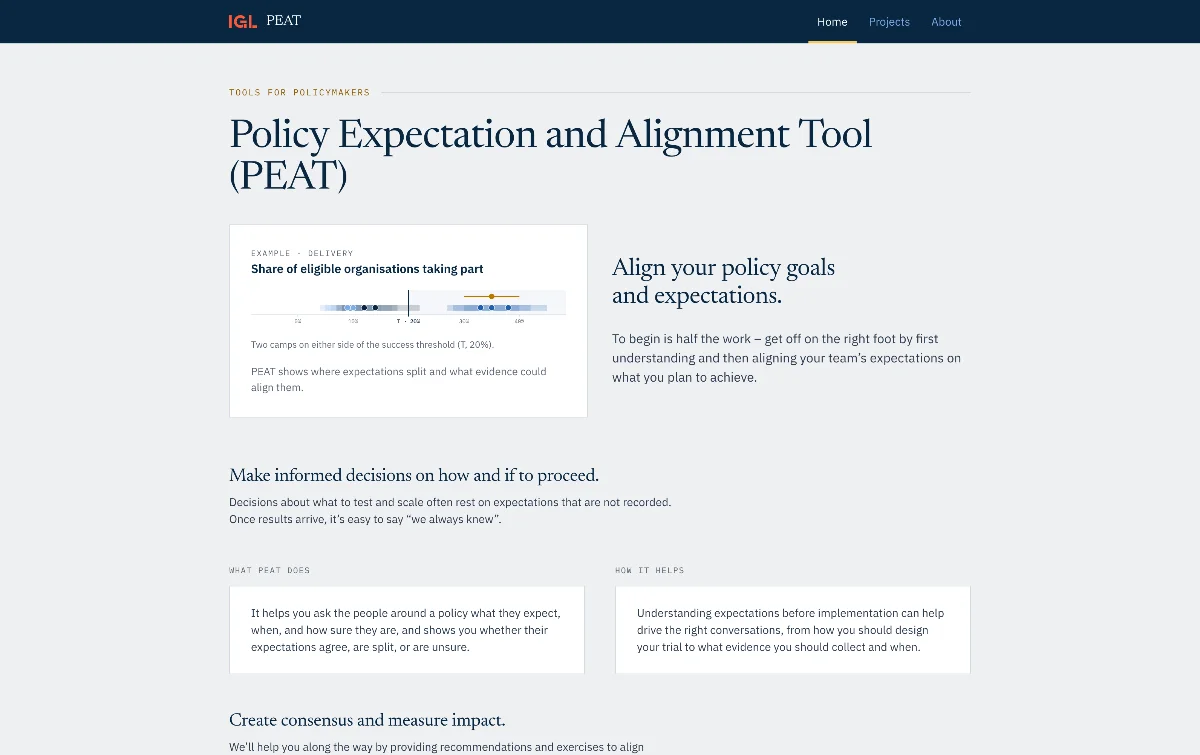 IGL PEAT
Home Projects About
TOOLS FOR POLICYMAKERS
Policy Expectation and Alignment Tool
(PEAT)
EXAMPLE · DELIVERY
Share of eligible organisations taking part
0% 10% T · 20% 30% 40%
Two camps on either side of the success threshold (T, 20%).
PEAT shows where expectations split and what evidence could
align them.
Align your policy goals
and expectations.
To begin is half the work – get off on the right foot by first
understanding and then aligning your team’s expectations on
what you plan to achieve.
Make informed decisions on how and if to proceed.
Decisions about what to test and scale often rest on expectations that are not recorded.
Once results arrive, it’s easy to say “we always knew”.
WHAT PEAT DOES
It helps you ask the people around a policy what they expect,
when, and how sure they are, and shows you whether their
expectations agree, are split, or are unsure.
HOW IT HELPS
Understanding expectations before implementation can help
drive the right conversations, from how you should design
your trial to what evidence you should collect and when.
Create consensus and measure impact.
We’ll help you along the way by providing recommendations and exercises to align